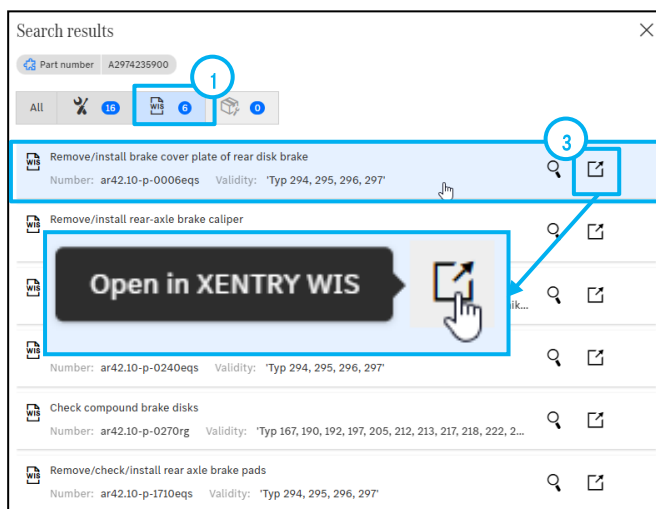 Search results
Part number A2974235900
1
All 16 WIS 6 0
3
WIS Remove/install brake cover plate of rear disk brake
Number: ar42.10-p-0006eqs Validity: 'Typ 294, 295, 296, 297'
WIS Remove/install rear-axle brake caliper
Open in XENTRY WIS
WIS
ik...
WIS
Number: ar42.10-p-0240eqs Validity: 'Typ 294, 295, 296, 297'
WIS Check compound brake disks
Number: ar42.10-p-0270rg Validity: 'Typ 167, 190, 192, 197, 205, 212, 213, 217, 218, 222, 2...
WIS Remove/check/install rear axle brake pads
Number: ar42.10-p-1710eqs Validity: 'Typ 294, 295, 296, 297'